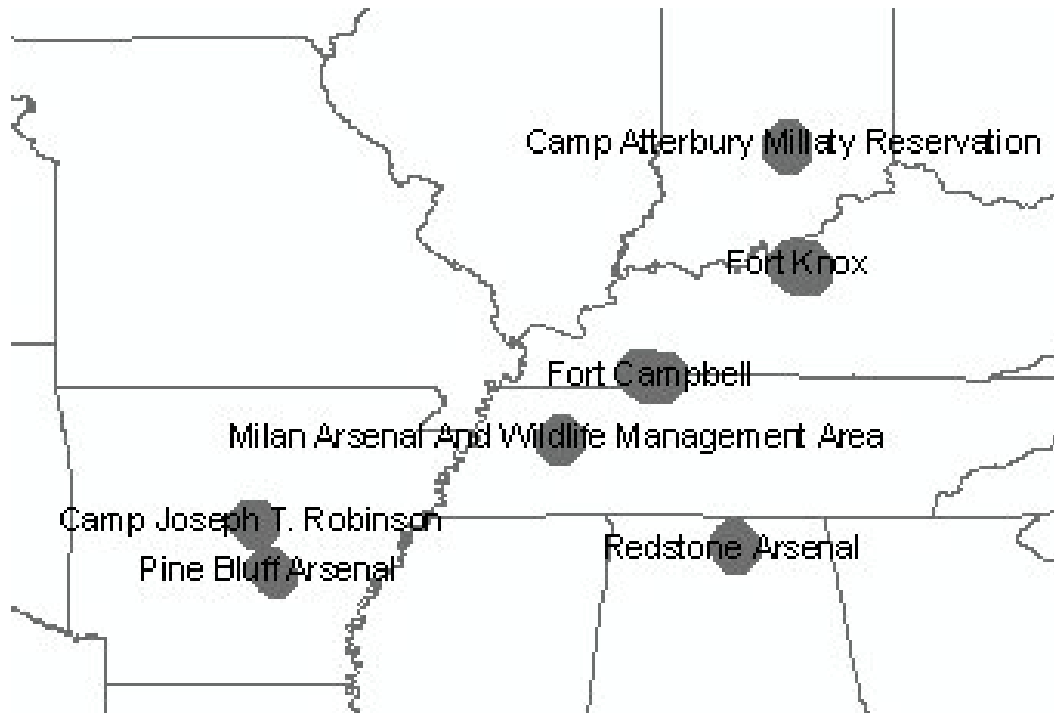 Camp Atterbury Millaty Reservation
Fort Knox
Fort Campbell
Milan Arsenal And Wildlife Management Area
Camp Joseph T. Robinson
Redstone Arsenal
Pine Bluff Arsenal